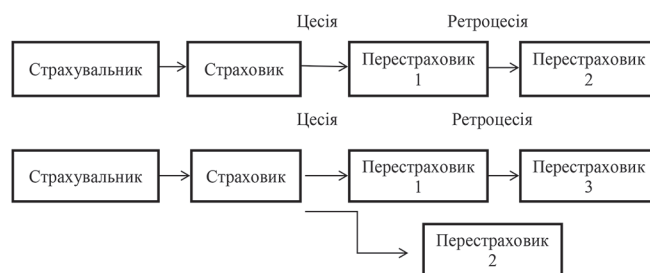 Цесія Ретроцесія
Страхувальник Страховик Перестраховик Перестраховик
1 2
Цесія Ретроцесія
Страхувальник Страховик Перестраховик Перестраховик
1 3
Перестраховик
2